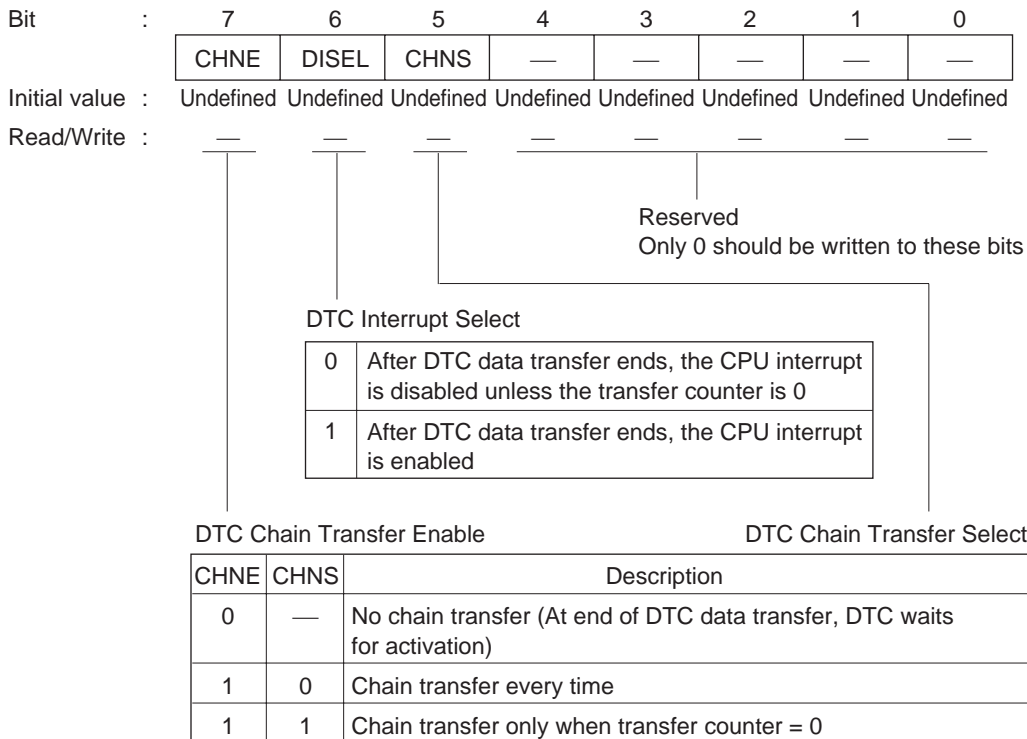 Bit : 7 6 5 4 3 2 1 0
CHNE DISEL CHNS — — — — —
Initial value : Undefined Undefined Undefined Undefined Undefined Undefined Undefined Undefined
Read/Write : — — — — — — — —
Reserved
Only 0 should be written to these bits
DTC Interrupt Select
0 After DTC data transfer ends, the CPU interrupt
is disabled unless the transfer counter is 0
1 After DTC data transfer ends, the CPU interrupt
is enabled
DTC Chain Transfer Enable DTC Chain Transfer Select
CHNE CHNS Description
0 — No chain transfer (At end of DTC data transfer, DTC waits
for activation)
1 0 Chain transfer every time
1 1 Chain transfer only when transfer counter = 0